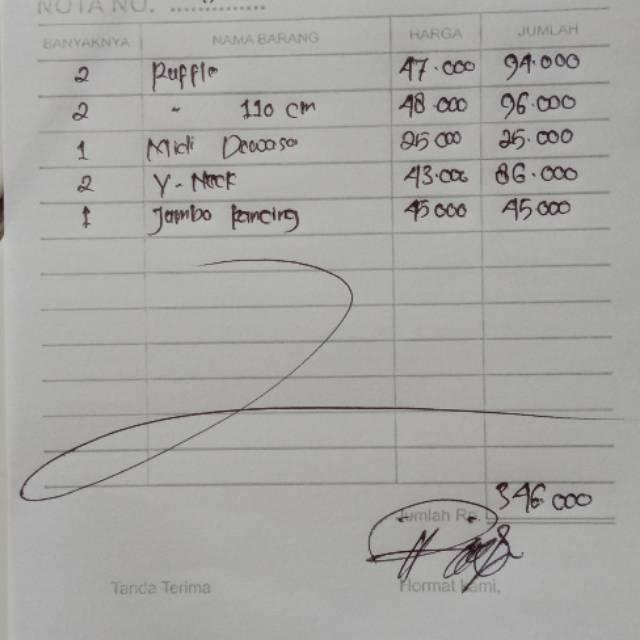 NOTA NO. ................
BANYAKNYA NAMA BARANG HARGA JUMLAH
2 Ruffle 47.000 94.000
2 " 110 cm 48.000 96.000
1 Midi Dewasa 25.000 25.000
2 V-Neck 43.000 86.000
1 Jambo Kancing 45.000 45.000
346.000
Jumlah Rp.
Tanda Terima Hormat kami,